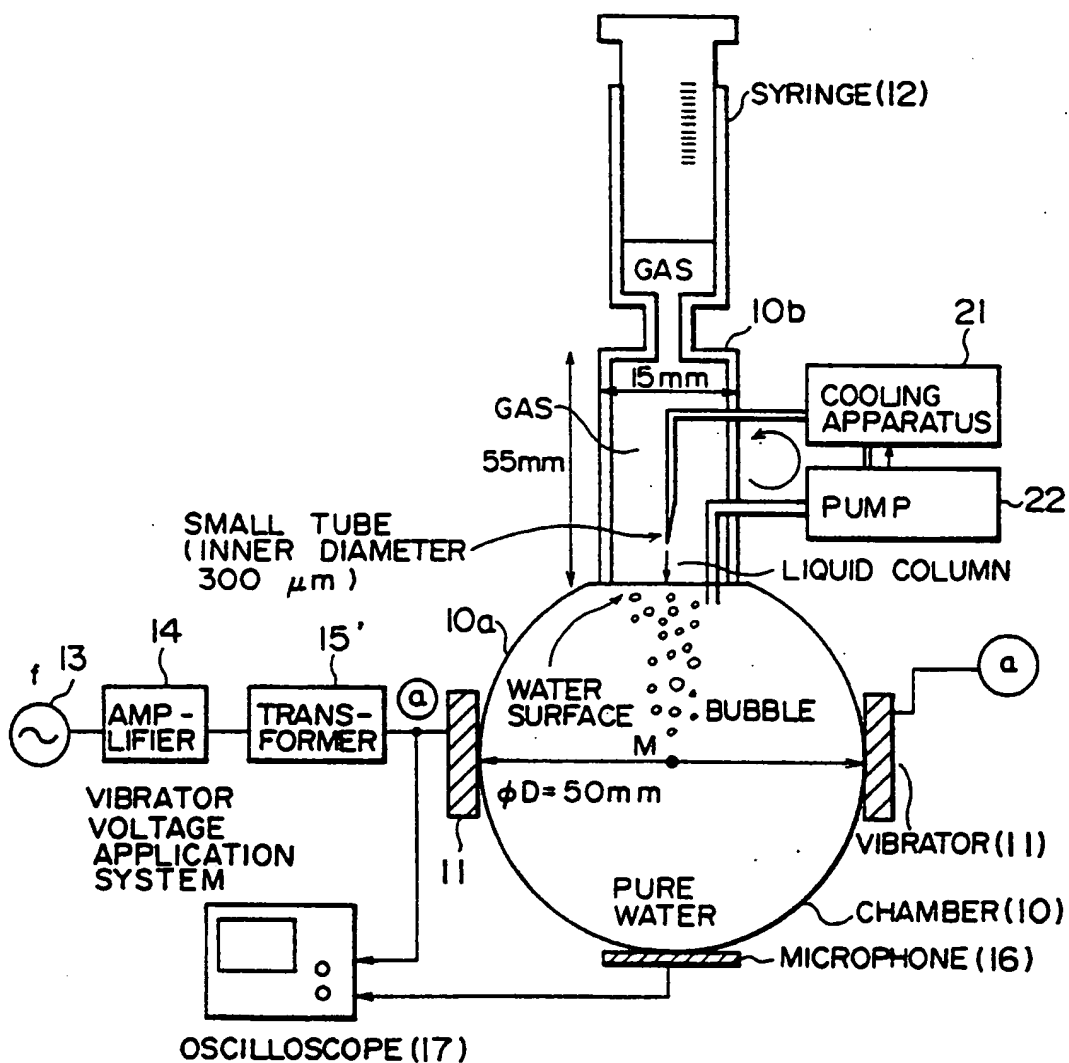 SYRINGE(12)
GAS
10b
21
15mm
GAS
COOLING
APPARATUS
55mm
PUMP
22
SMALL TUBE
(INNER DIAMETER
300 μm)
LIQUID COLUMN
10a
14
15'
f
13
a
a
AMP-
LIFIER
TRANS-
FORMER
WATER
SURFACE
BUBBLE
M
φD=50mm
VIBRATOR
VOLTAGE
APPLICATION
SYSTEM
11
VIBRATOR(11)
PURE
WATER
CHAMBER(10)
MICROPHONE(16)
OSCILLOSCOPE(17)